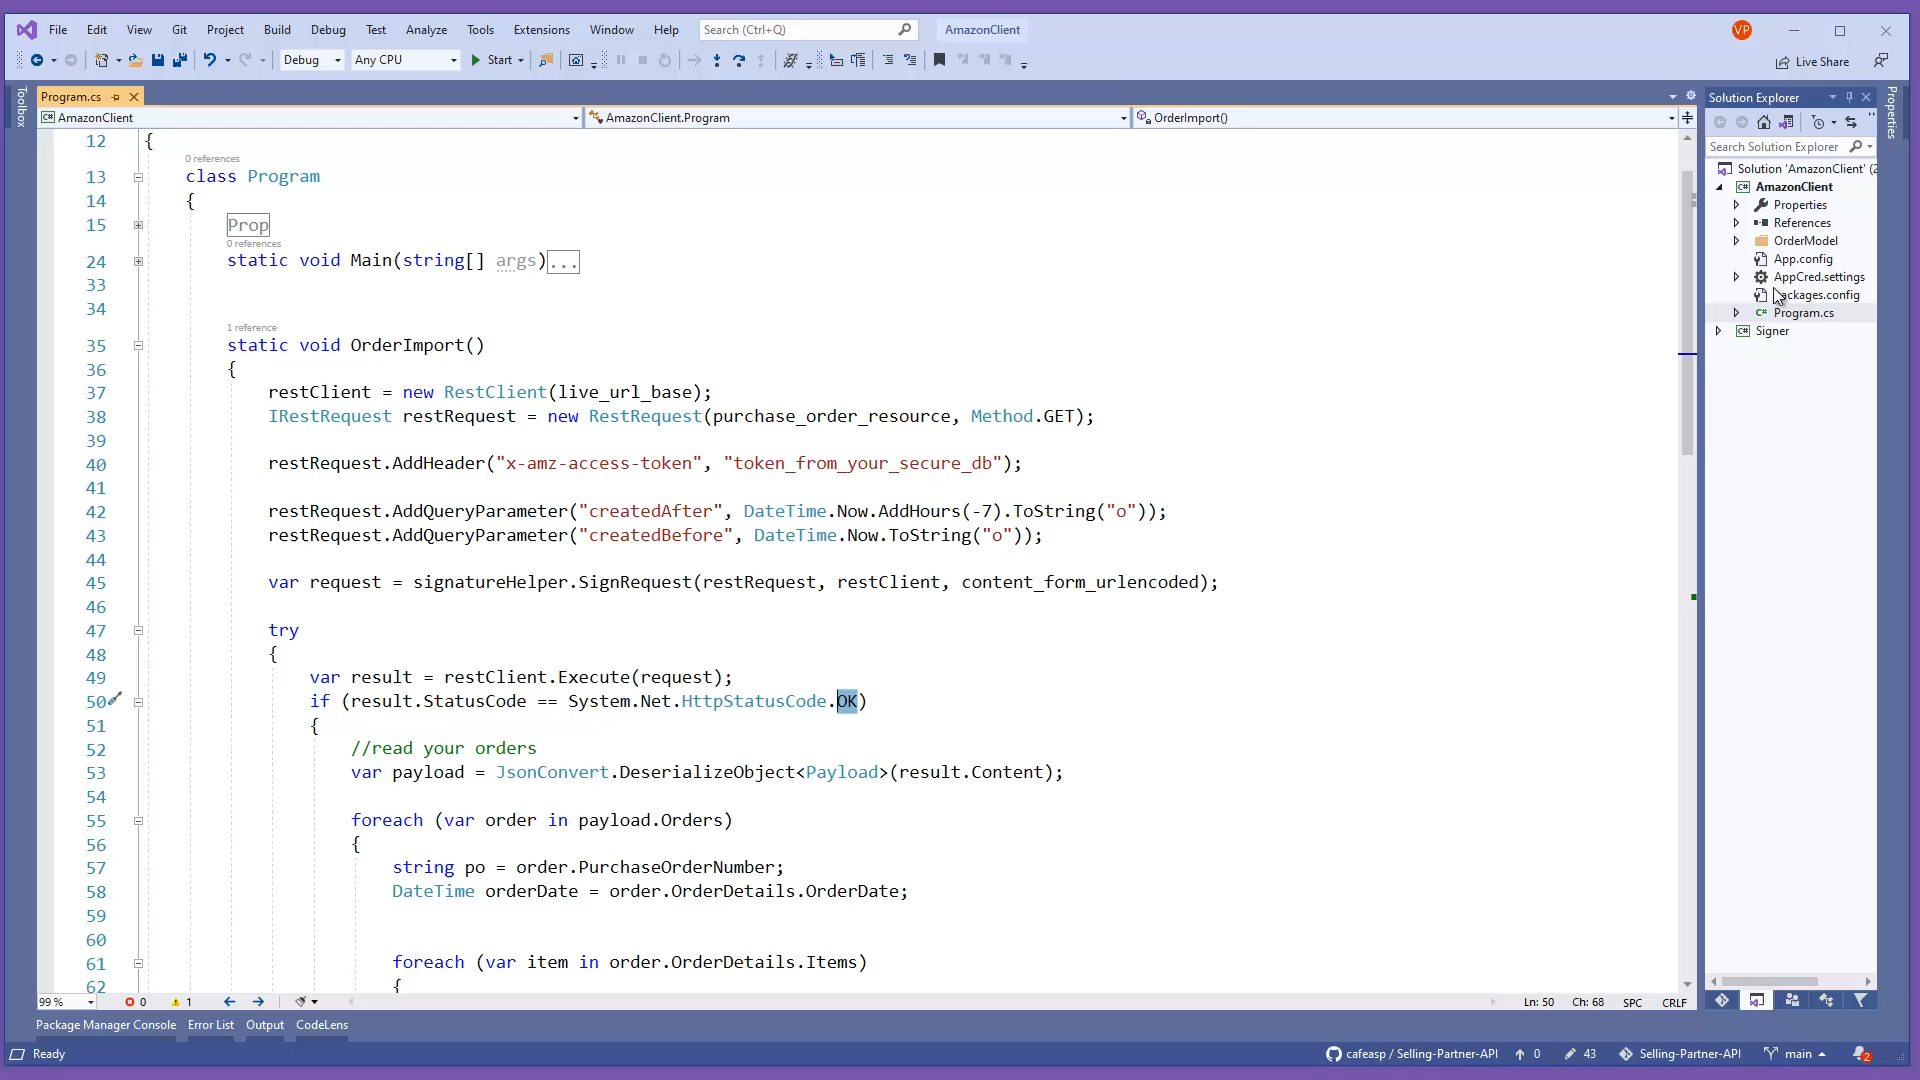 File Edit View Git Project Build Debug Test Analyze Tools Extensions Window Help Search (Ctrl+Q) AmazonClient VP
Debug Any CPU Start Live Share
Toolbox
Program.cs
AmazonClient AmazonClient.Program OrderImport()
12 {
0 references
13 class Program
14 {
15 Prop
0 references
24 static void Main(string[] args)...
33
34
1 reference
35 static void OrderImport()
36 {
37 restClient = new RestClient(live_url_base);
38 IRestRequest restRequest = new RestRequest(purchase_order_resource, Method.GET);
39
40 restRequest.AddHeader("x-amz-access-token", "token_from_your_secure_db");
41
42 restRequest.AddQueryParameter("createdAfter", DateTime.Now.AddHours(-7).ToString("o"));
43 restRequest.AddQueryParameter("createdBefore", DateTime.Now.ToString("o"));
44
45 var request = signatureHelper.SignRequest(restRequest, restClient, content_form_urlencoded);
46
47 try
48 {
49 var result = restClient.Execute(request);
50 if (result.StatusCode == System.Net.HttpStatusCode.OK)
51 {
52 //read your orders
53 var payload = JsonConvert.DeserializeObject<Payload>(result.Content);
54
55 foreach (var order in payload.Orders)
56 {
57 string po = order.PurchaseOrderNumber;
58 DateTime orderDate = order.OrderDetails.OrderDate;
59
60
61 foreach (var item in order.OrderDetails.Items)
62 {
99 % 0 1 Ln: 50 Ch: 68 SPC CRLF
Solution Explorer
Search Solution Explorer
Solution 'AmazonClient' (2
AmazonClient
Properties
References
OrderModel
App.config
AppCred.settings
ackages.config
Program.cs
Signer
Properties
Package Manager Console Error List Output CodeLens
Ready cafeasp / Selling-Partner-API 0 43 Selling-Partner-API main 2